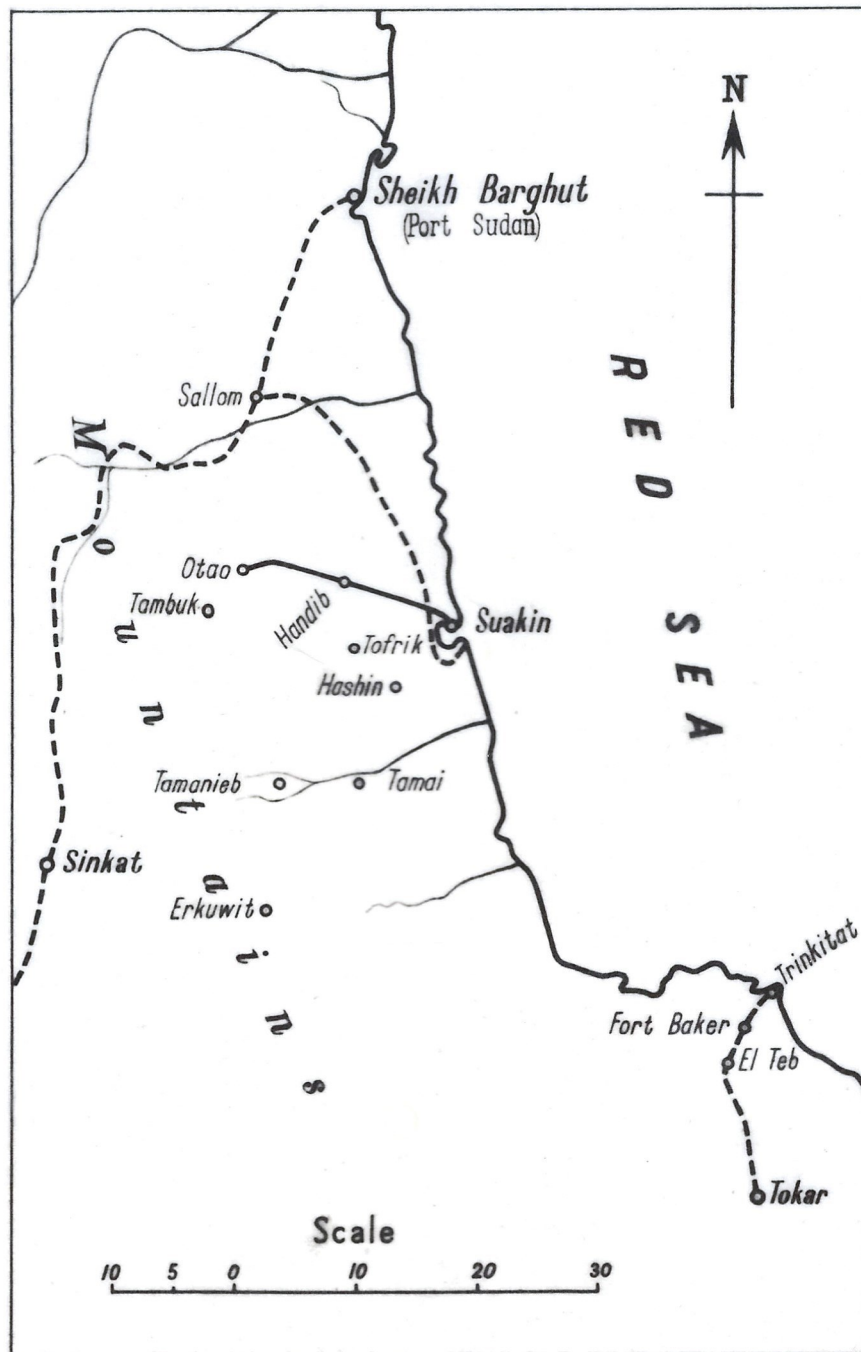 N
Sheikh Barghut
(Port Sudan)
RED SEA
Sallom
Mountains
Otao
Handib
Tambuk
Suakin
Tofrik
Hashin
Tamanieb
Tamai
Sinkat
Erkuwit
Trinkitat
Fort Baker
El Teb
Tokar
Scale
10 5 0 10 20 30